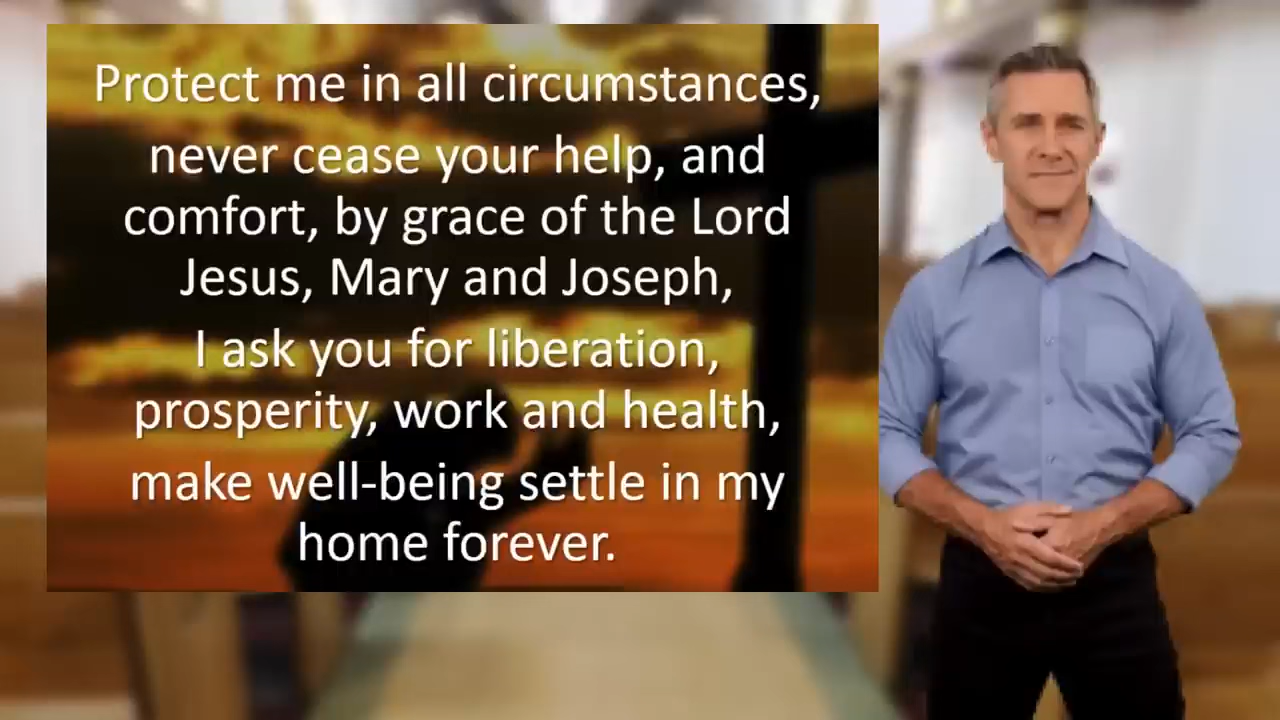 Protect me in all circumstances,
never cease your help, and
comfort, by grace of the Lord
Jesus, Mary and Joseph,
I ask you for liberation,
prosperity, work and health,
make well-being settle in my
home forever.